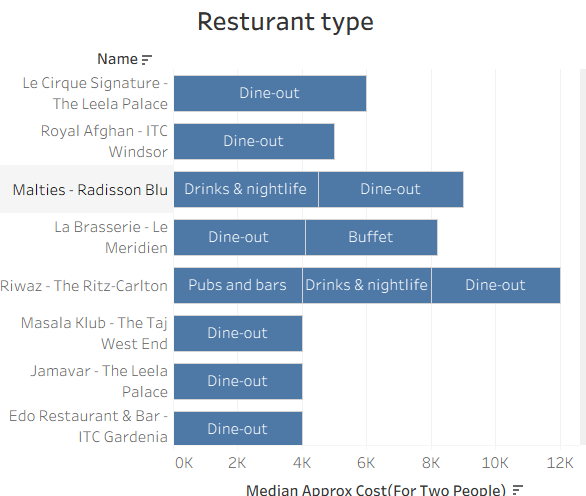 Resturant type
Name
Le Cirque Signature -
The Leela Palace
Dine-out
Royal Afghan - ITC
Windsor
Dine-out
Malties - Radisson Blu
Drinks & nightlife
Dine-out
La Brasserie - Le
Meridien
Dine-out
Buffet
Riwaz - The Ritz-Carlton
Pubs and bars
Drinks & nightlife
Dine-out
Masala Klub - The Taj
West End
Dine-out
Jamavar - The Leela
Palace
Dine-out
Edo Restaurant & Bar -
ITC Gardenia
Dine-out
0K 2K 4K 6K 8K 10K 12K
Median Approx Cost(For Two People)